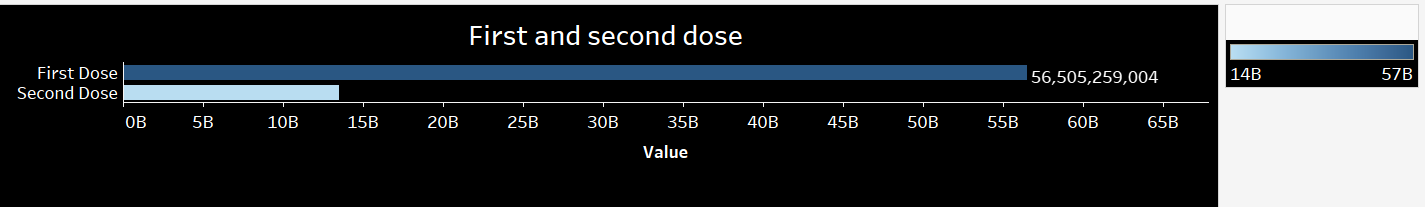 First and second dose
First Dose
56,505,259,004
Second Dose
0B 5B 10B 15B 20B 25B 30B 35B 40B 45B 50B 55B 60B 65B
Value
14B 57B